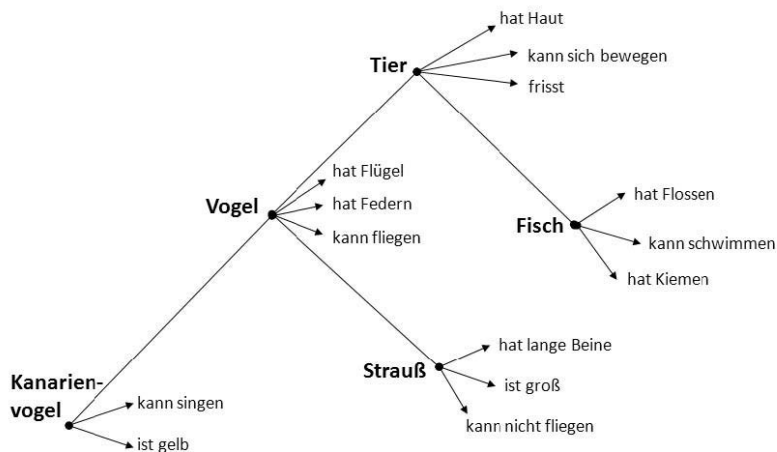 hat Haut
Tier
kann sich bewegen
frisst
hat Flügel
Vogel
hat Federn
kann fliegen
hat Flossen
Fisch
kann schwimmen
hat Kiemen
hat lange Beine
Strauß
ist groß
kann nicht fliegen
Kanarien-
vogel
kann singen
ist gelb